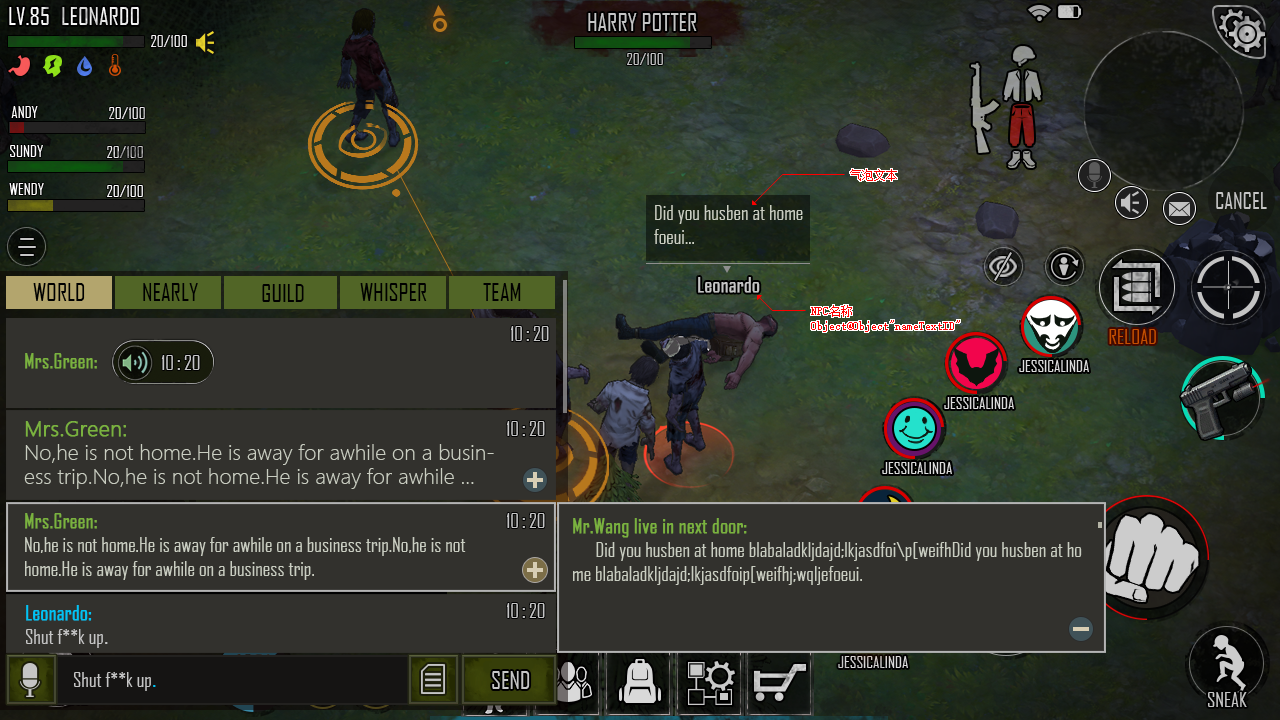 LV.85 LEONARDO
20/100
HARRY POTTER
20/100
ANDY 20/100
SUNDY 20/100
WENDY 20/100
气泡文本
Did you husben at home
foeui...
Leonardo
NPC名称
Object@Object"nameTextID"
CANCEL
RELOAD
JESSICALINDA
JESSICALINDA
JESSICALINDA
JESSICALINDA
SNEAK
WORLD NEARLY GUILD WHISPER TEAM
10:20
Mrs.Green: 10:20
Mrs.Green: 10:20
No,he is not home.He is away for awhile on a busin-
ess trip.No,he is not home.He is away for awhile ...
Mrs.Green: 10:20
No,he is not home.He is away for awhile on a business trip.No,he is not
home.He is away for awhile on a business trip.
Leonardo: 10:20
Shut f**k up.
Shut f**k up.
SEND
Mr.Wang live in next door:
Did you husben at home blabaladkljdajd;lkjasdfoi\p[weifhDid you husben at ho
me blabaladkljdajd;lkjasdfoip[weifhj;wqljefoeui.